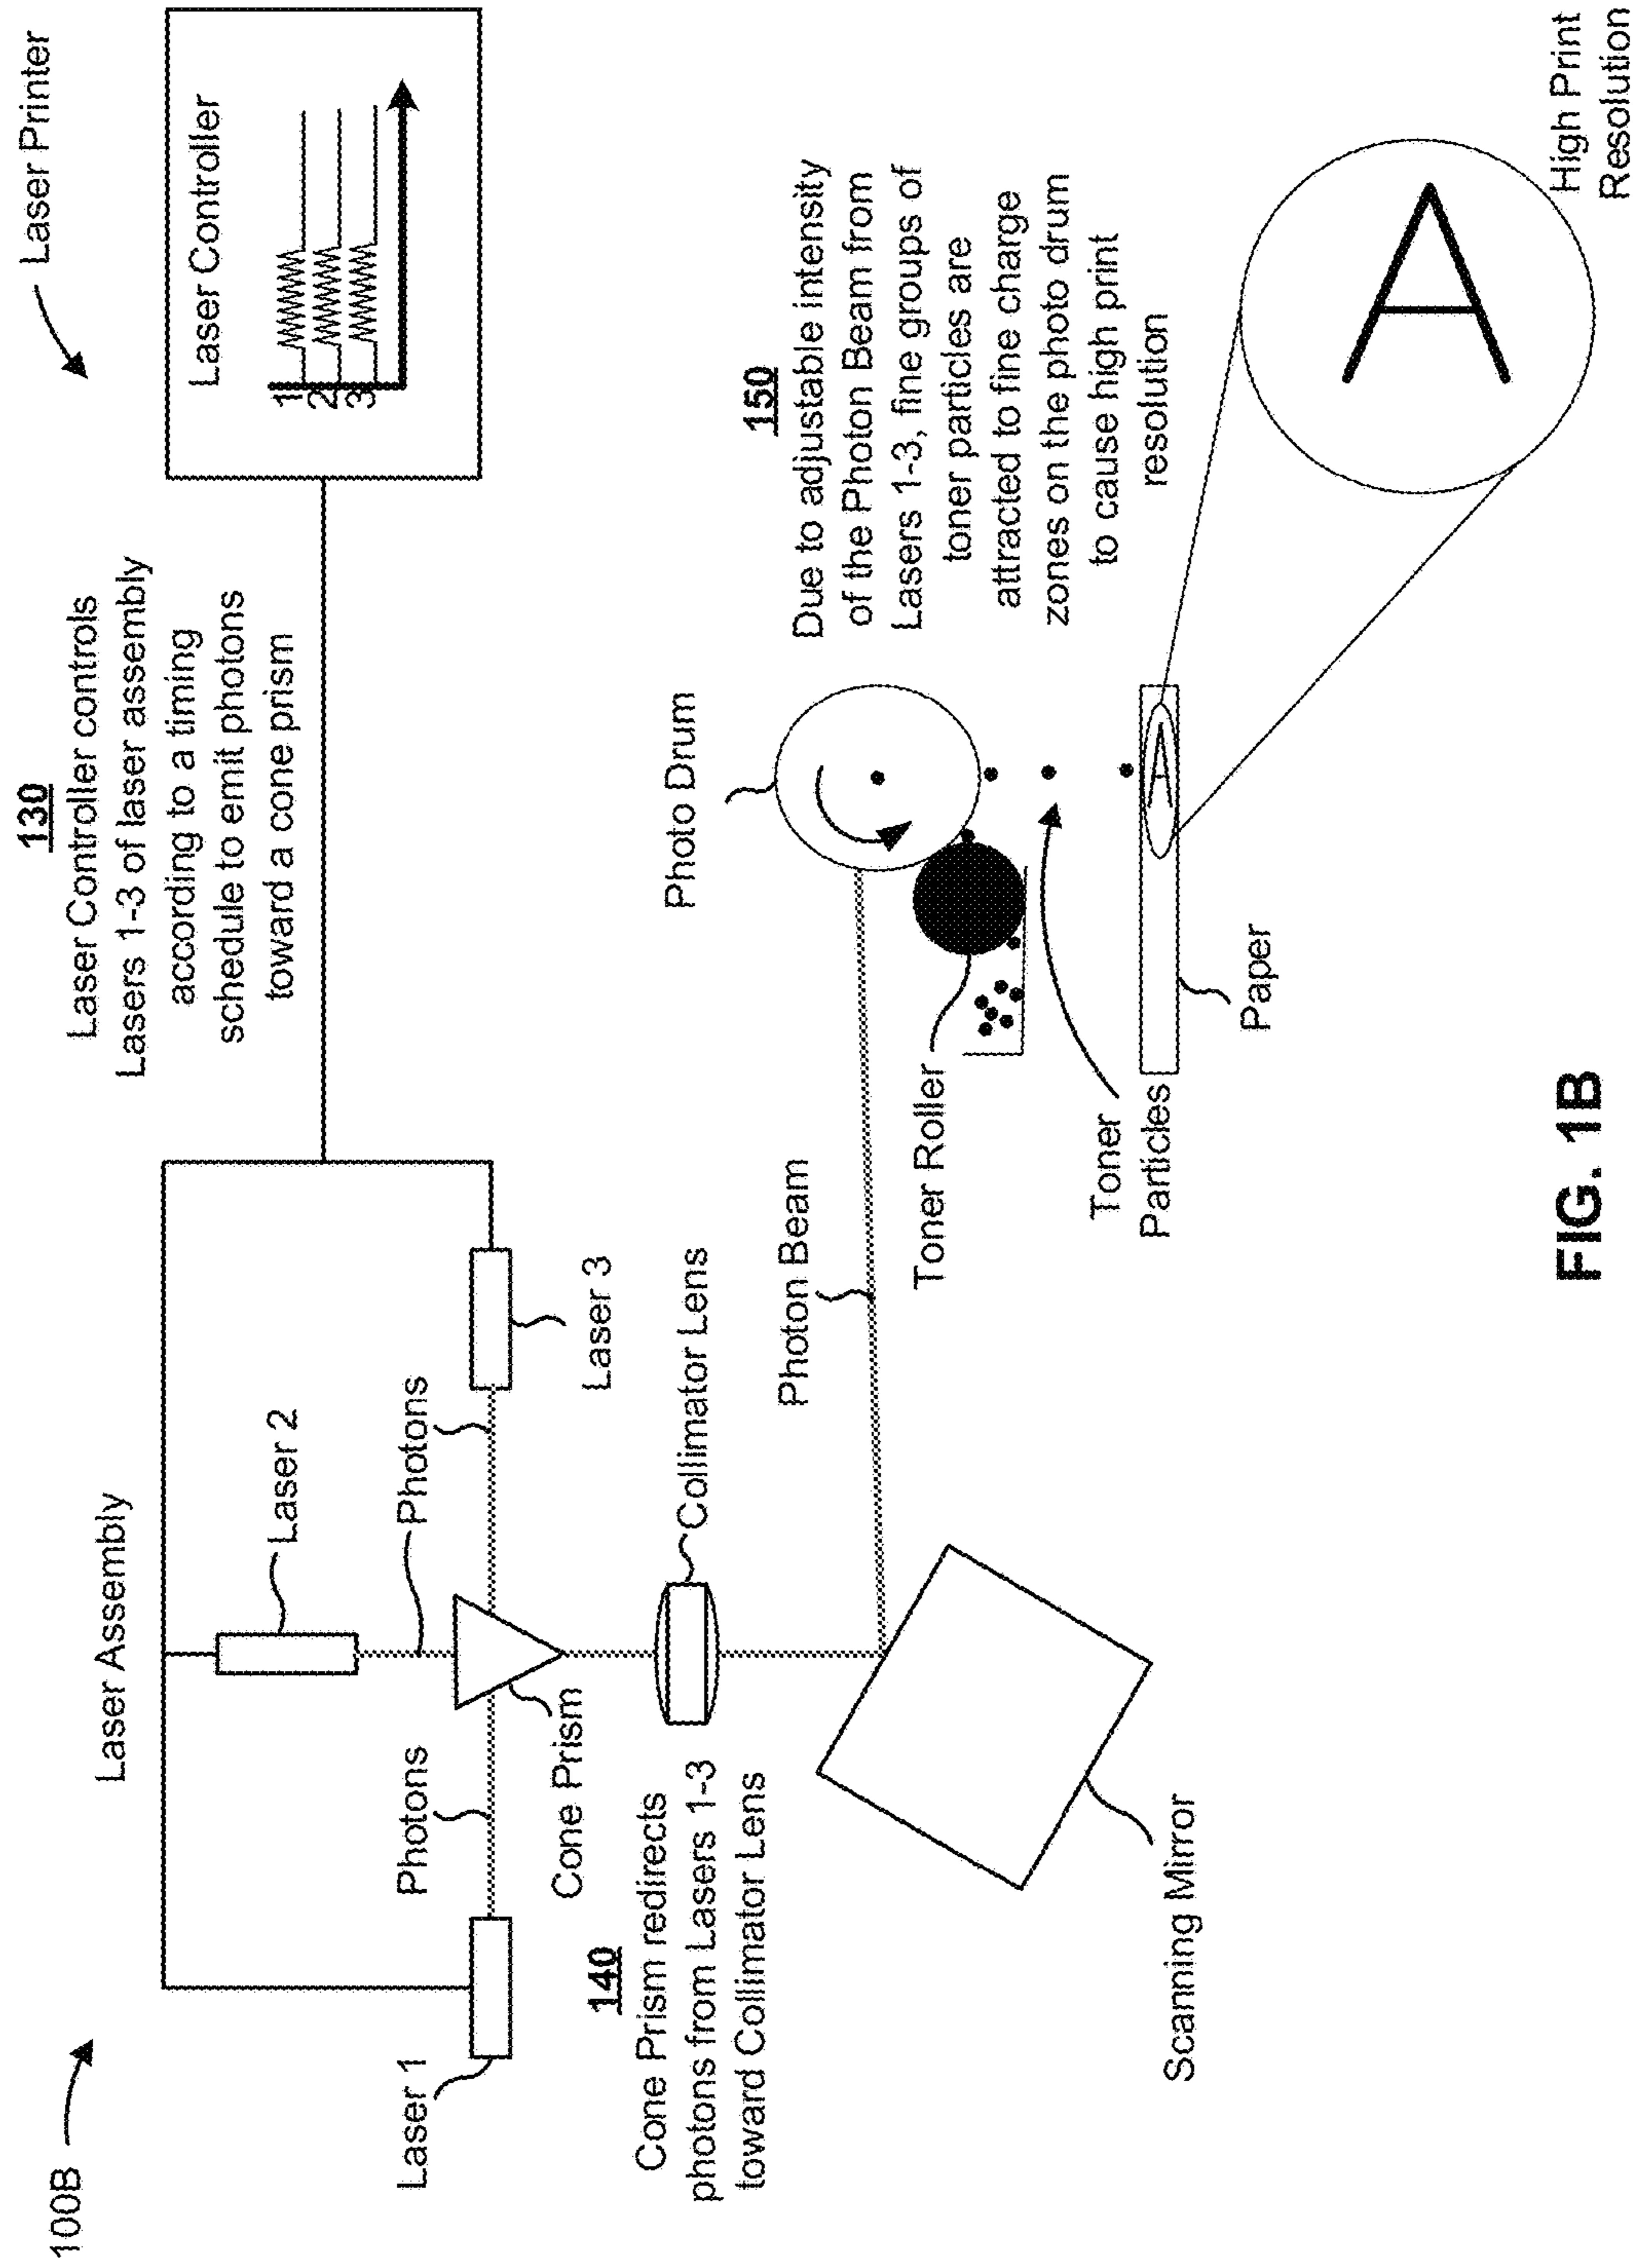 100B
Laser Printer
Laser Assembly
130
Laser Controller controls
Lasers 1-3 of laser assembly
according to a timing
schedule to emit photons
toward a cone prism
Laser Controller
1
2
3
Laser 2
Laser 1
Photons
Photons
Cone Prism
Laser 3
140
Cone Prism redirects
photons from Lasers 1-3
toward Collimator Lens
Collimator Lens
Photo Drum
150
Due to adjustable intensity
of the Photon Beam from
Lasers 1-3, fine groups of
toner particles are
attracted to fine charge
zones on the photo drum
to cause high print
resolution
Photon Beam
Toner Roller
Toner
Particles
A
Paper
Scanning Mirror
A
High Print
Resolution
FIG. 1B